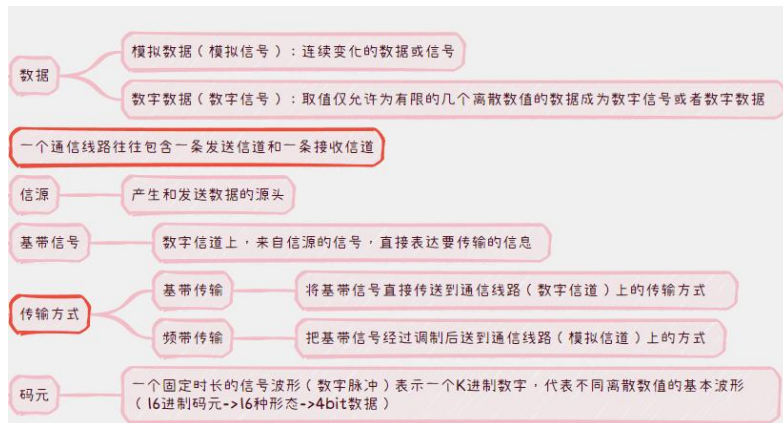 数据
模拟数据（模拟信号）：连续变化的数据或信号
数字数据（数字信号）：取值仅允许为有限的几个离散数值的数据成为数字信号或者数字数据
一个通信线路往往包含一条发送信道和一条接收信道
信源
产生和发送数据的源头
基带信号
数字信道上，来自信源的信号，直接表达要传输的信息
传输方式
基带传输
将基带信号直接传送到通信线路（数字信道）上的传输方式
频带传输
把基带信号经过调制后送到通信线路（模拟信道）上的方式
码元
一个固定时长的信号波形（数字脉冲）表示一个K进制数字，代表不同离散数值的基本波形
（16进制码元->16种形态->4bit数据）